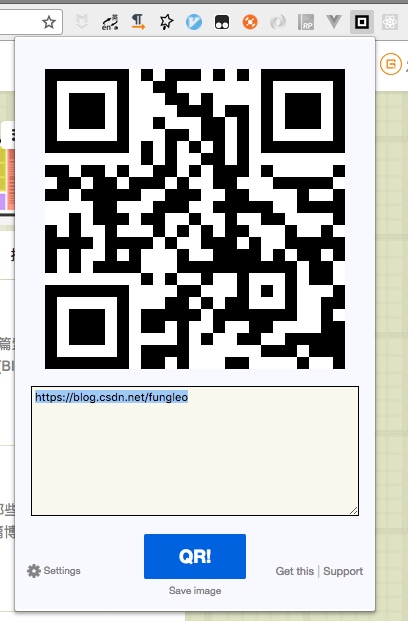 https://blog.csdn.net/fungleo
QR!
Settings
Get this | Support
Save image